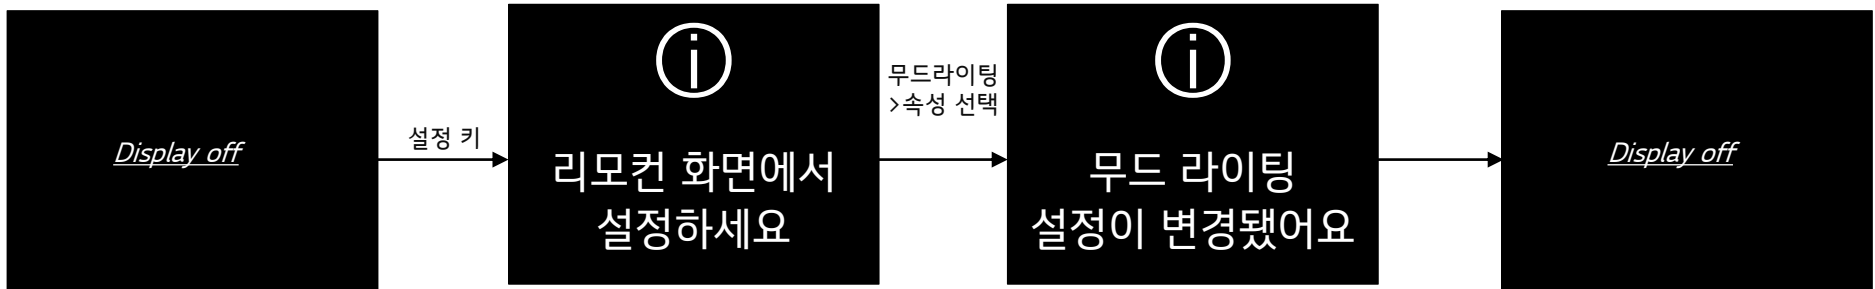 Display off
설정 키
리모컨 화면에서
설정하세요
무드라이팅
>속성 선택
무드 라이팅
설정이 변경됐어요
Display off